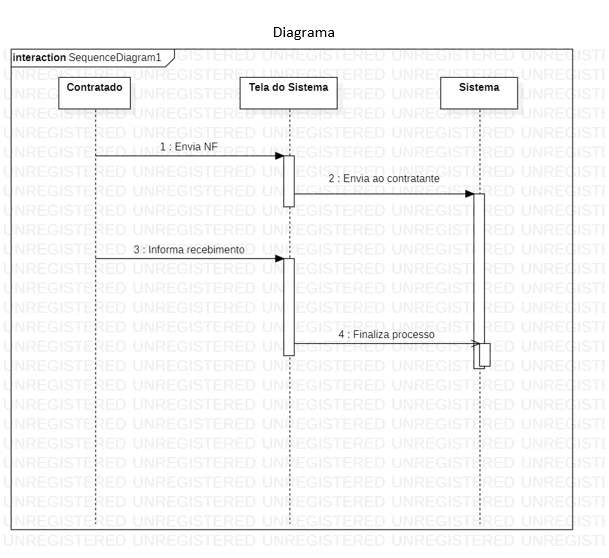 Diagrama
interaction SequenceDiagram1
Contratado
Tela do Sistema
Sistema
1 : Envia NF
2 : Envia ao contratante
3 : Informa recebimento
4 : Finaliza processo
UNREGISTERED UNREGISTERED UNREGISTERED UNREGISTERED UNREGISTERED